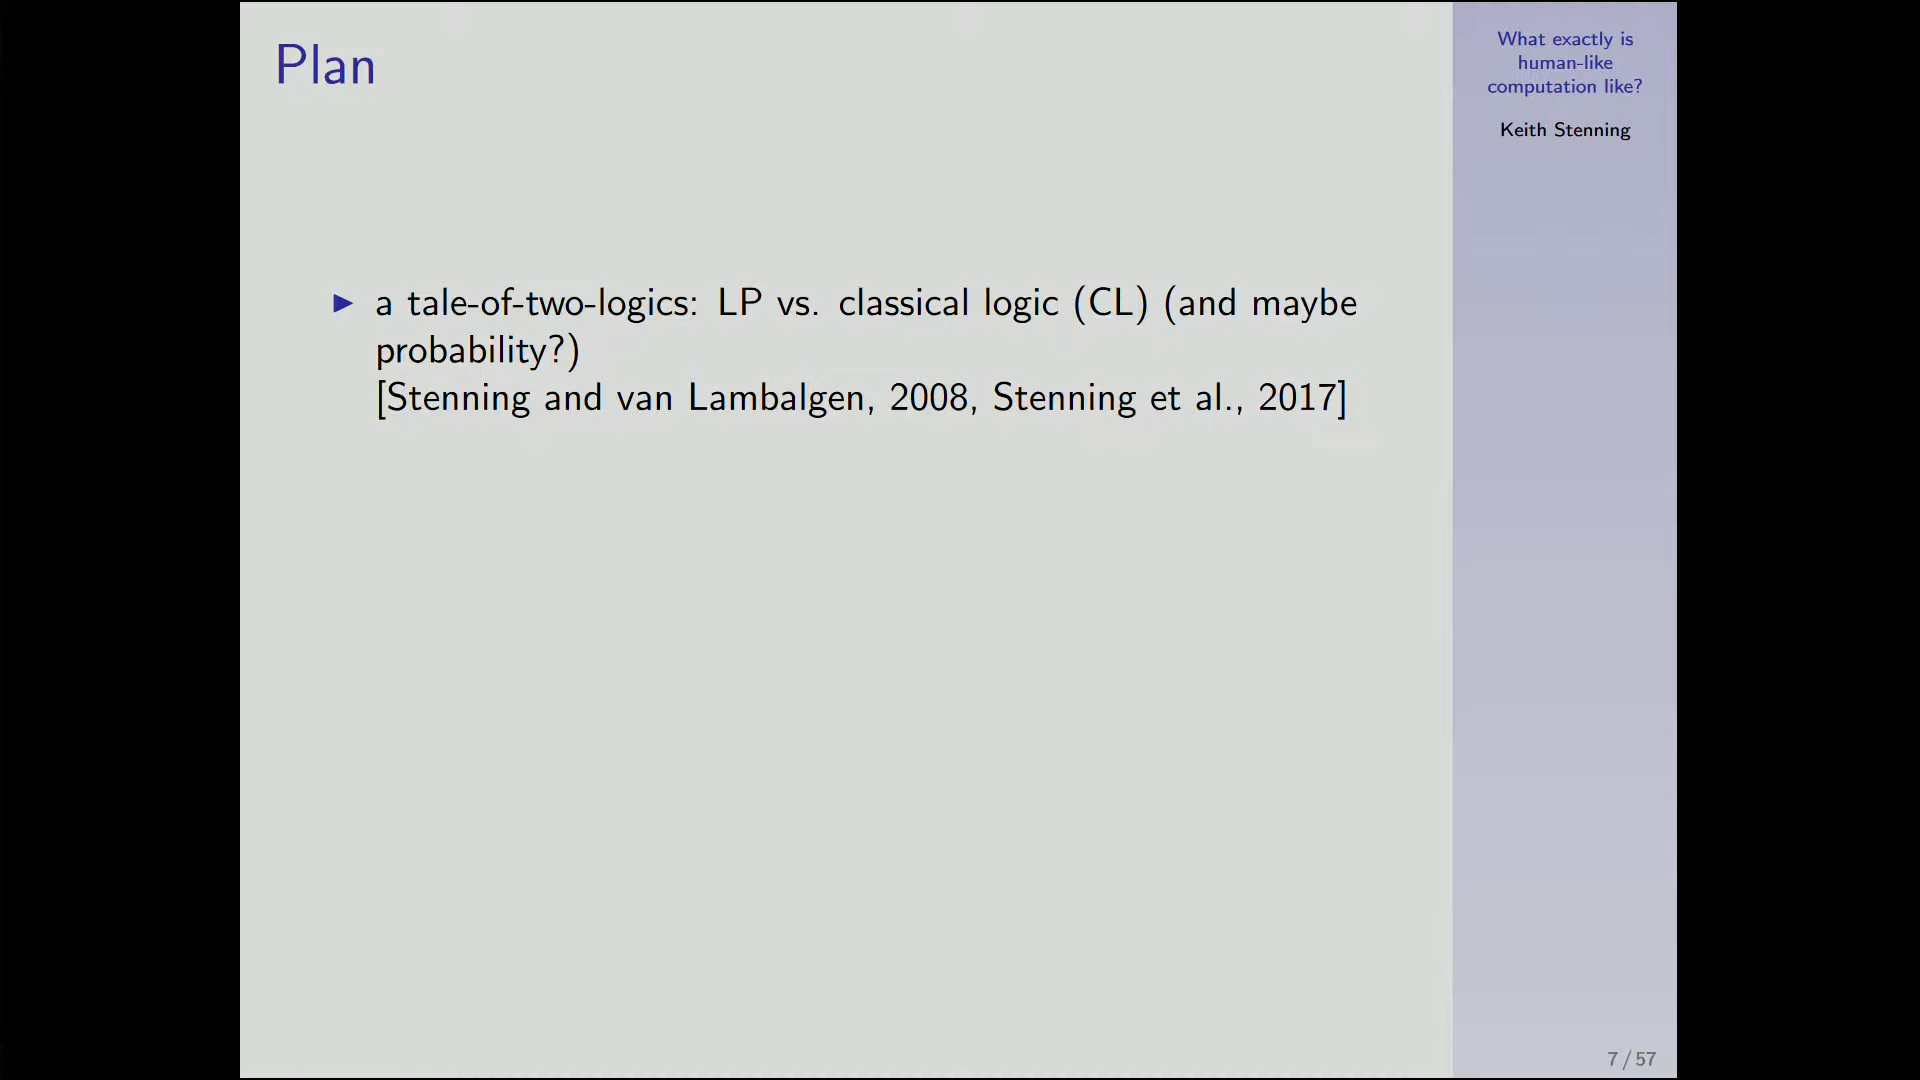 Plan
▶ a tale-of-two-logics: LP vs. classical logic (CL) (and maybe
probability?)
[Stenning and van Lambalgen, 2008, Stenning et al., 2017]
What exactly is
human-like
computation like?
Keith Stenning
7 / 57